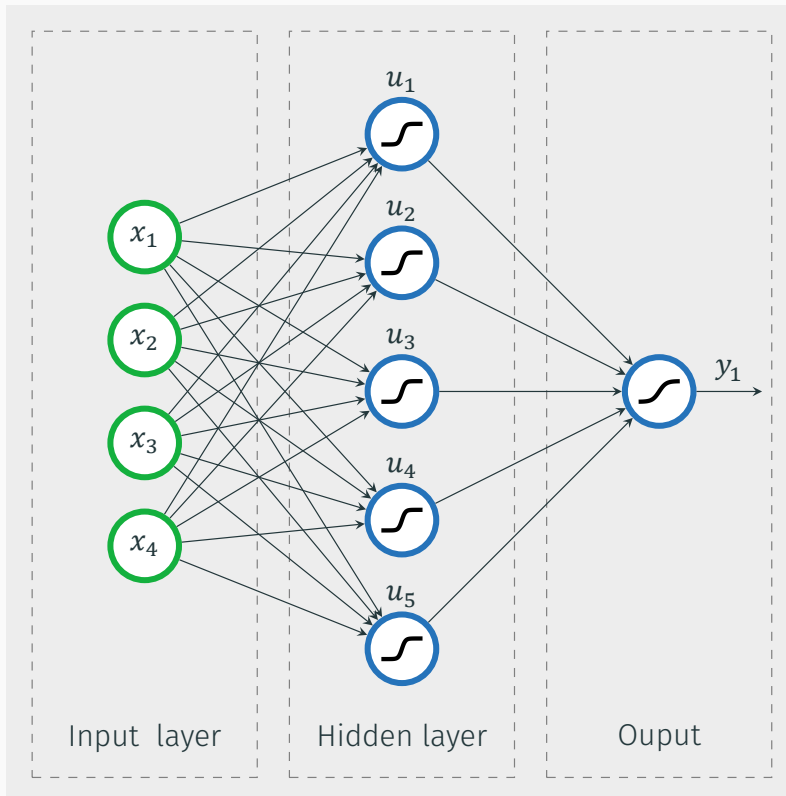 u₁
u₂
x₁
x₂
u₃
y₁
x₃
u₄
x₄
u₅
Input layer
Hidden layer
Ouput